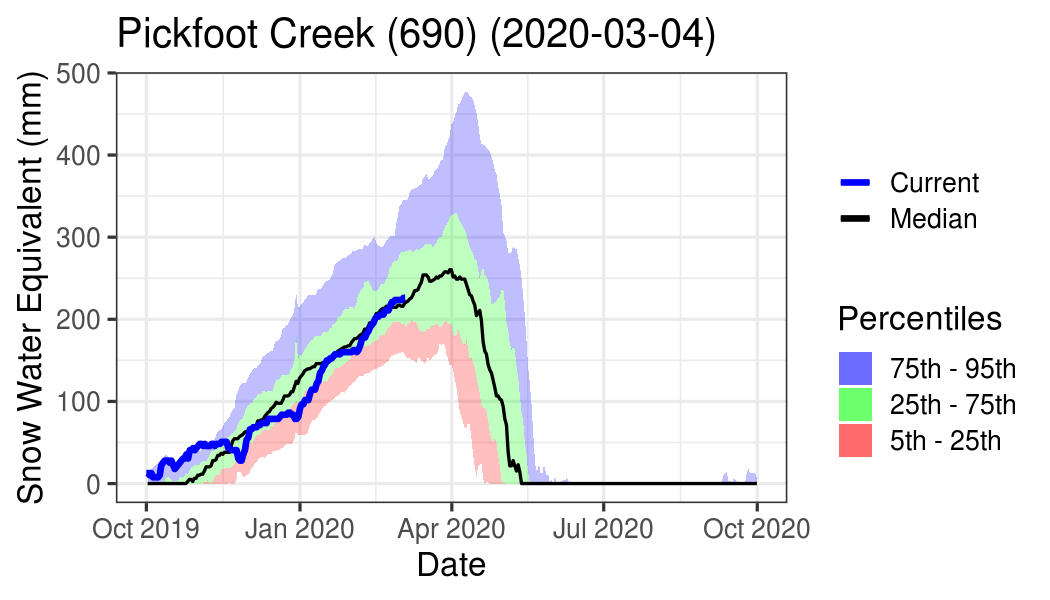 Pickfoot Creek (690) (2020-03-04)
Snow Water Equivalent (mm)
500
400
300
200
100
0
Oct 2019
Jan 2020
Apr 2020
Jul 2020
Oct 2020
Date
Current
Median
Percentiles
75th - 95th
25th - 75th
5th - 25th